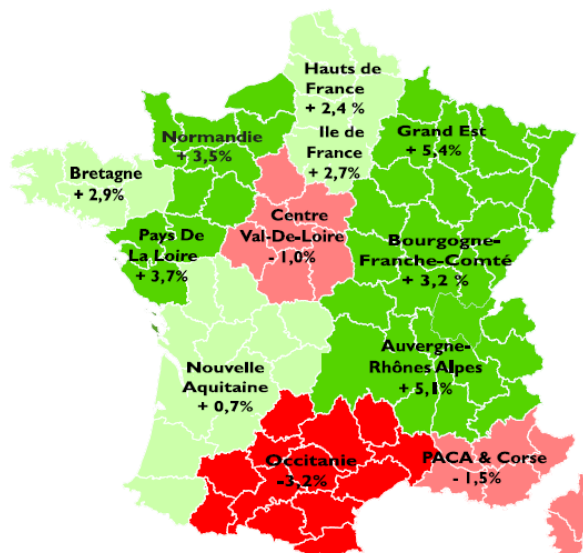 Hauts de
France
+ 2,4 %
Ile de
France
+ 2,7%
Normandie
+ 3,5%
Grand Est
+ 5,4%
Bretagne
+ 2,9%
Centre
Val-De-Loire
- 1,0%
Pays De
La Loire
+ 3,7%
Bourgogne-
Franche-Comté
+ 3,2 %
Auvergne-
Rhônes Alpes
+ 5,1%
Nouvelle
Aquitaine
+ 0,7%
Occitanie
-3,2%
PACA & Corse
- 1,5%